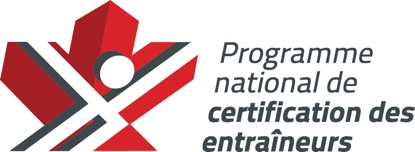 Programme
national de
certification des
entraîneurs